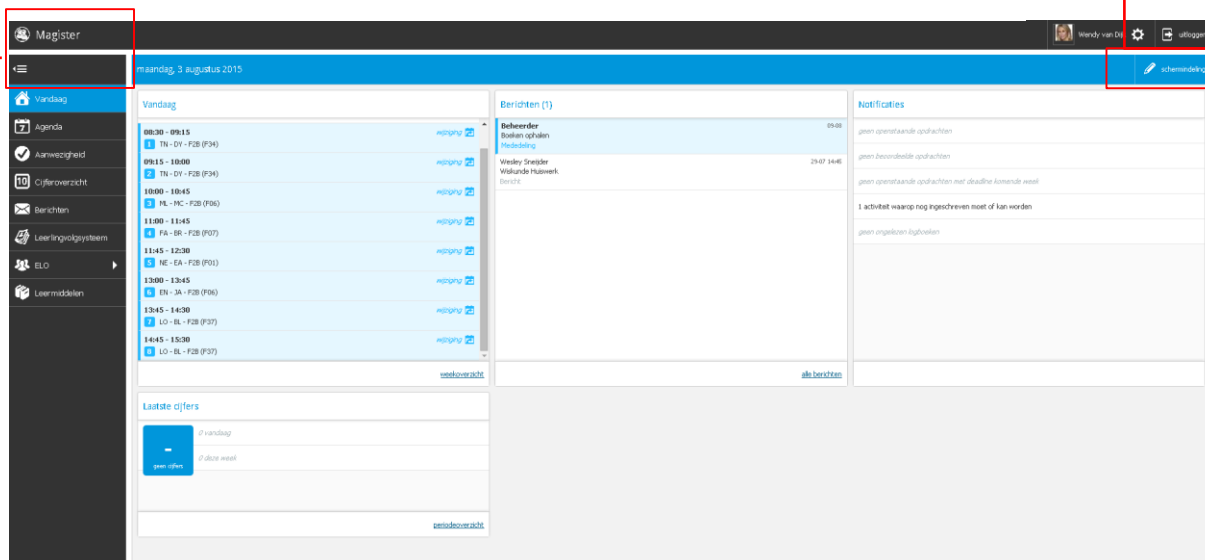 Magister
Wendy van Dij
uitloggen
maandag, 3 augustus 2015
schermindeling
Vandaag
Agenda
Aanwezigheid
10 Cijferoverzicht
Berichten
Leerlingvolgsysteem
ELO
Leermiddelen
Vandaag
00:30 - 09:15 wijziging
1 TN - DY - F2B (F34)
09:15 - 10:00 wijziging
2 TN - DY - F2B (F34)
10:00 - 10:45 wijziging
3 ML - MC - F2B (F06)
11:00 - 11:45 wijziging
4 FA - BR - F2B (F07)
11:45 - 12:30 wijziging
5 NE - EA - F2B (F01)
13:00 - 13:45 wijziging
6 EN - JA - F2B (F06)
13:45 - 14:30 wijziging
7 LO - BL - F2B (F37)
14:45 - 15:30 wijziging
8 LO - BL - F2B (F37)
weekoverzicht
Berichten (1)
Beheerder
Boeken ophalen
Mededeling
Wesley Sneijder 29-07 14:45
Wiskunde Huiswerk
Bericht
alle berichten
Notificaties
geen openstaande opdrachten
geen beoordeelde opdrachten
geen openstaande opdrachten met deadline komende week
1 activiteit waarop nog ingeschreven moet of kan worden
geen ongelezen logboeken
Laatste cijfers
-
geen cijfers
0 vandaag
0 deze week
periodeoverzicht